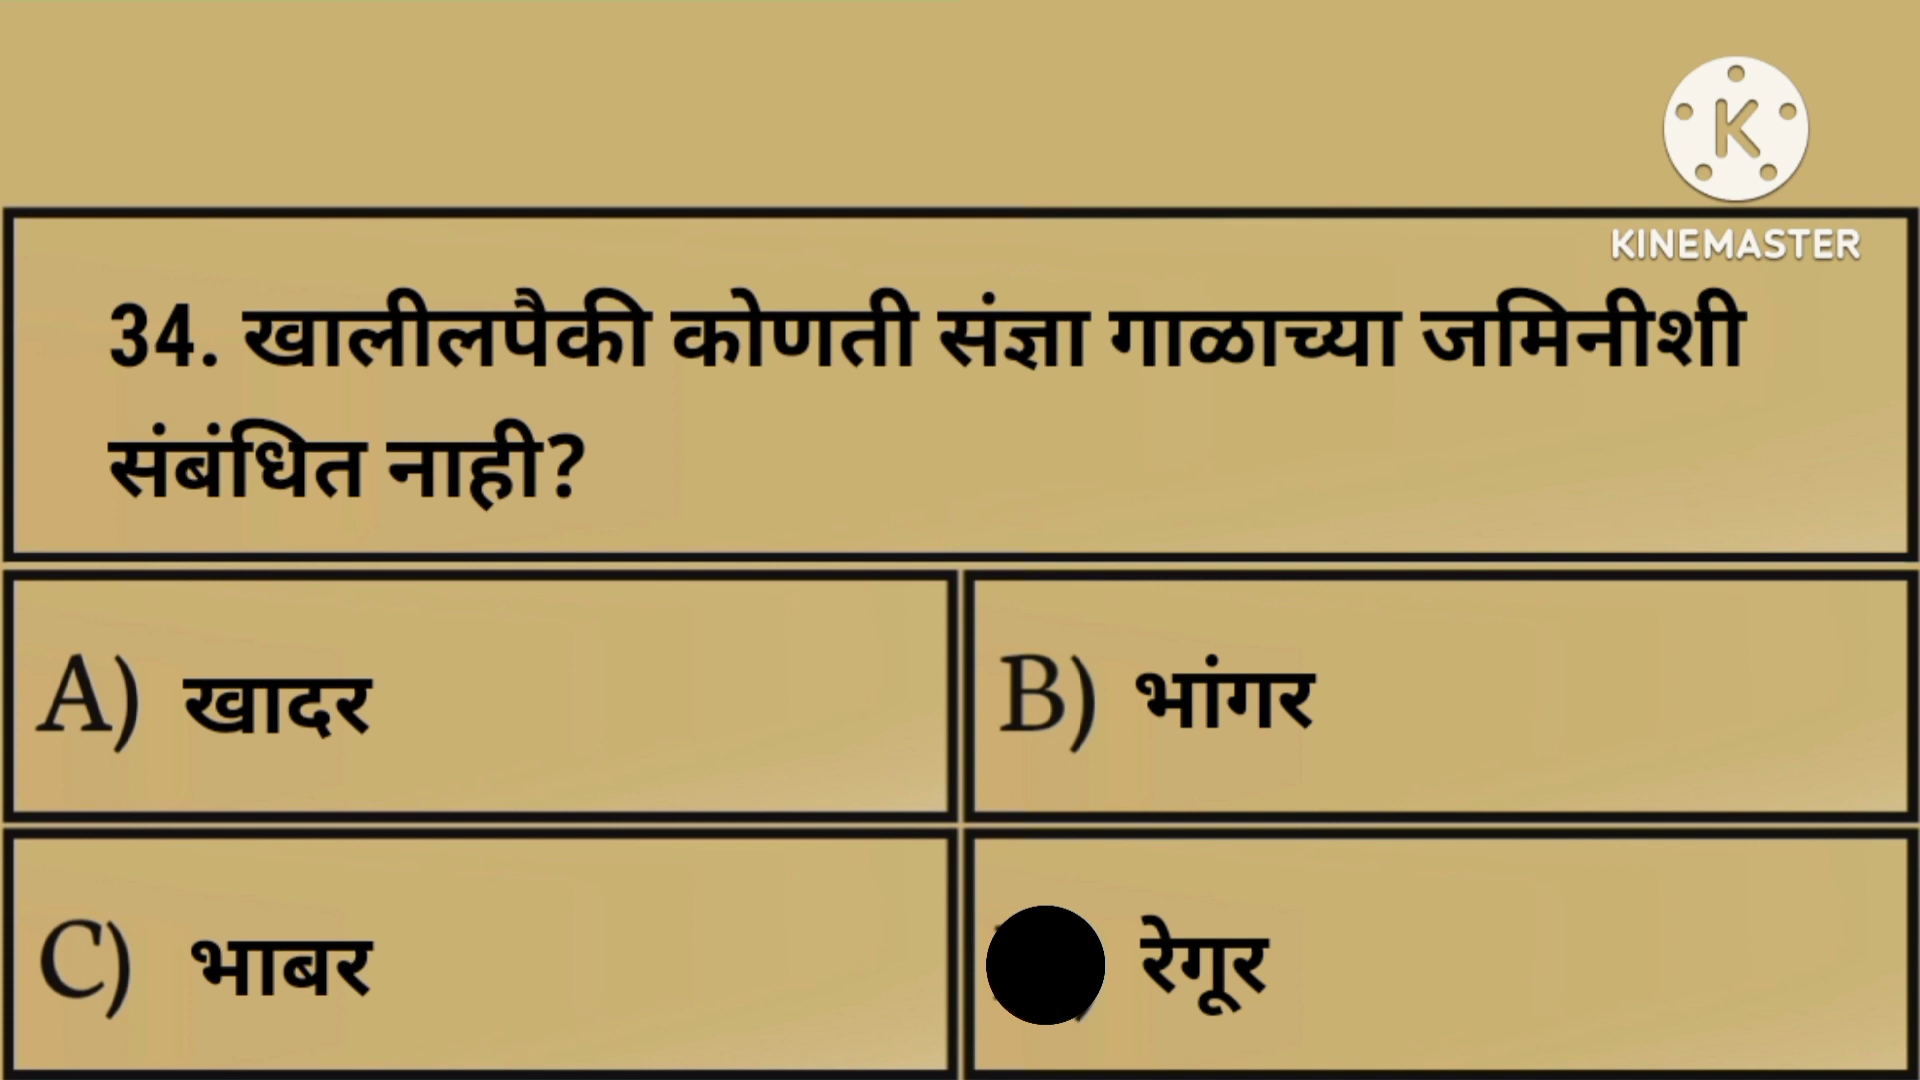 KINEMASTER
34. खालीलपैकी कोणती संज्ञा गाळाच्या जमिनीशी
संबंधित नाही?
A) खादर
B) भांगर
C) भाबर
रेगूर